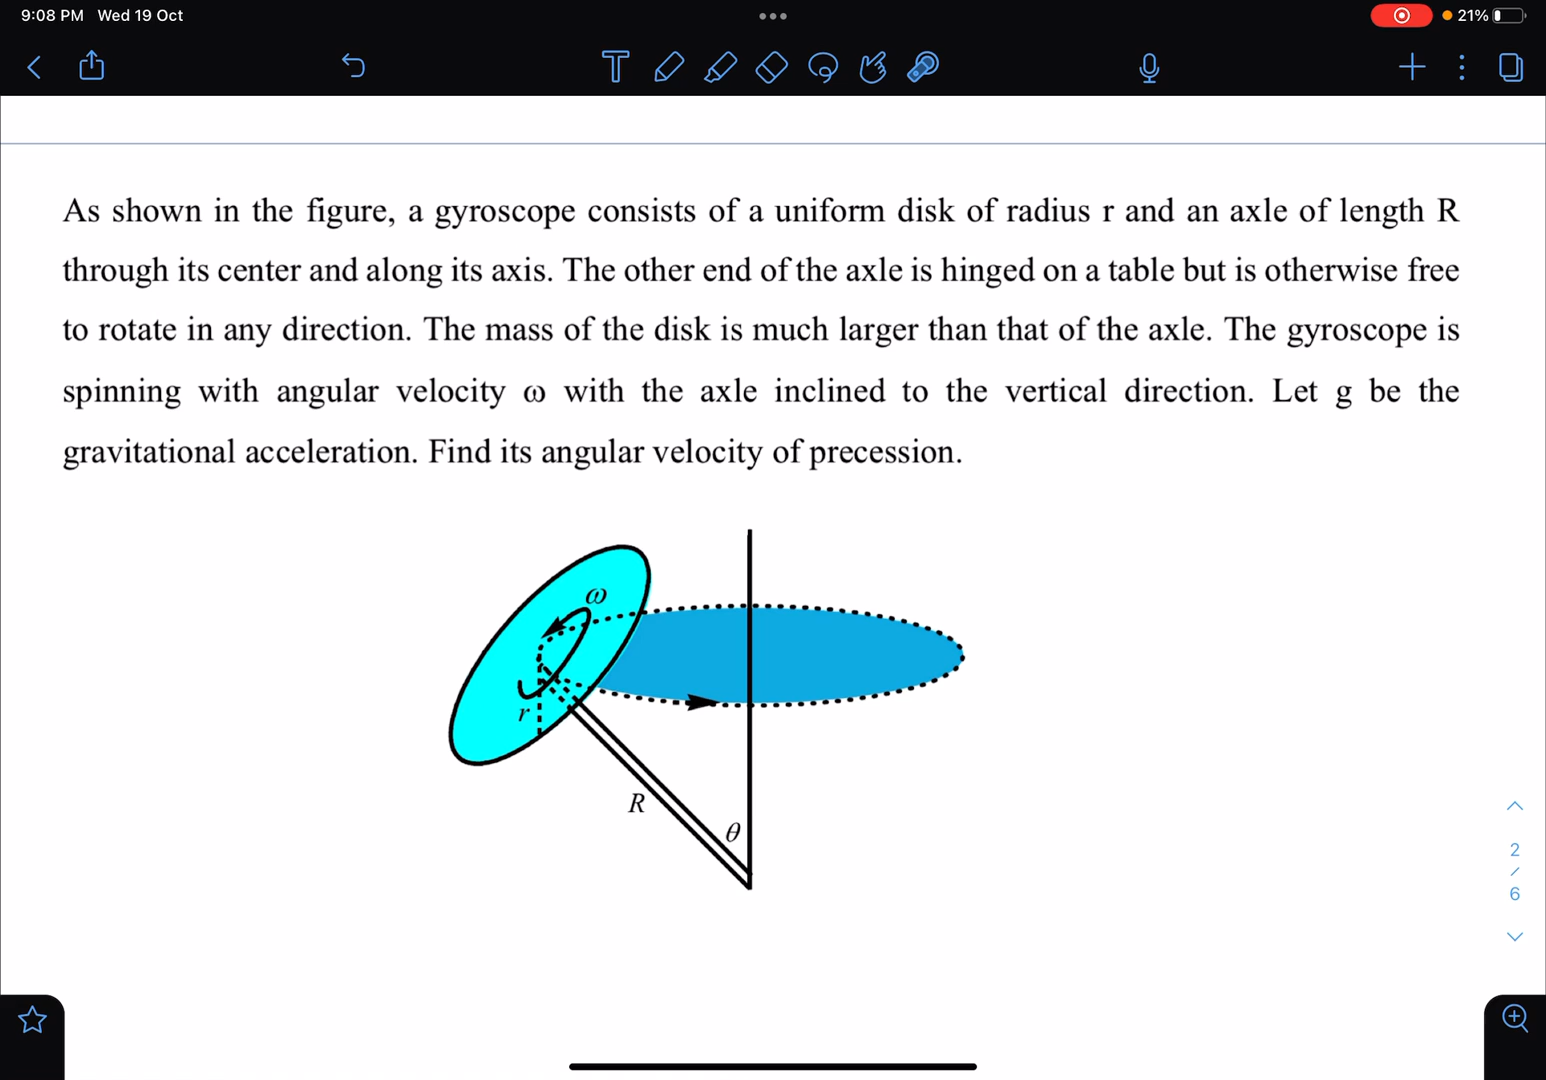 9:08 PM Wed 19 Oct
21%
As shown in the figure, a gyroscope consists of a uniform disk of radius r and an axle of length R
through its center and along its axis. The other end of the axle is hinged on a table but is otherwise free
to rotate in any direction. The mass of the disk is much larger than that of the axle. The gyroscope is
spinning with angular velocity ω with the axle inclined to the vertical direction. Let g be the
gravitational acceleration. Find its angular velocity of precession.
ω
r
R
θ
2
/
6